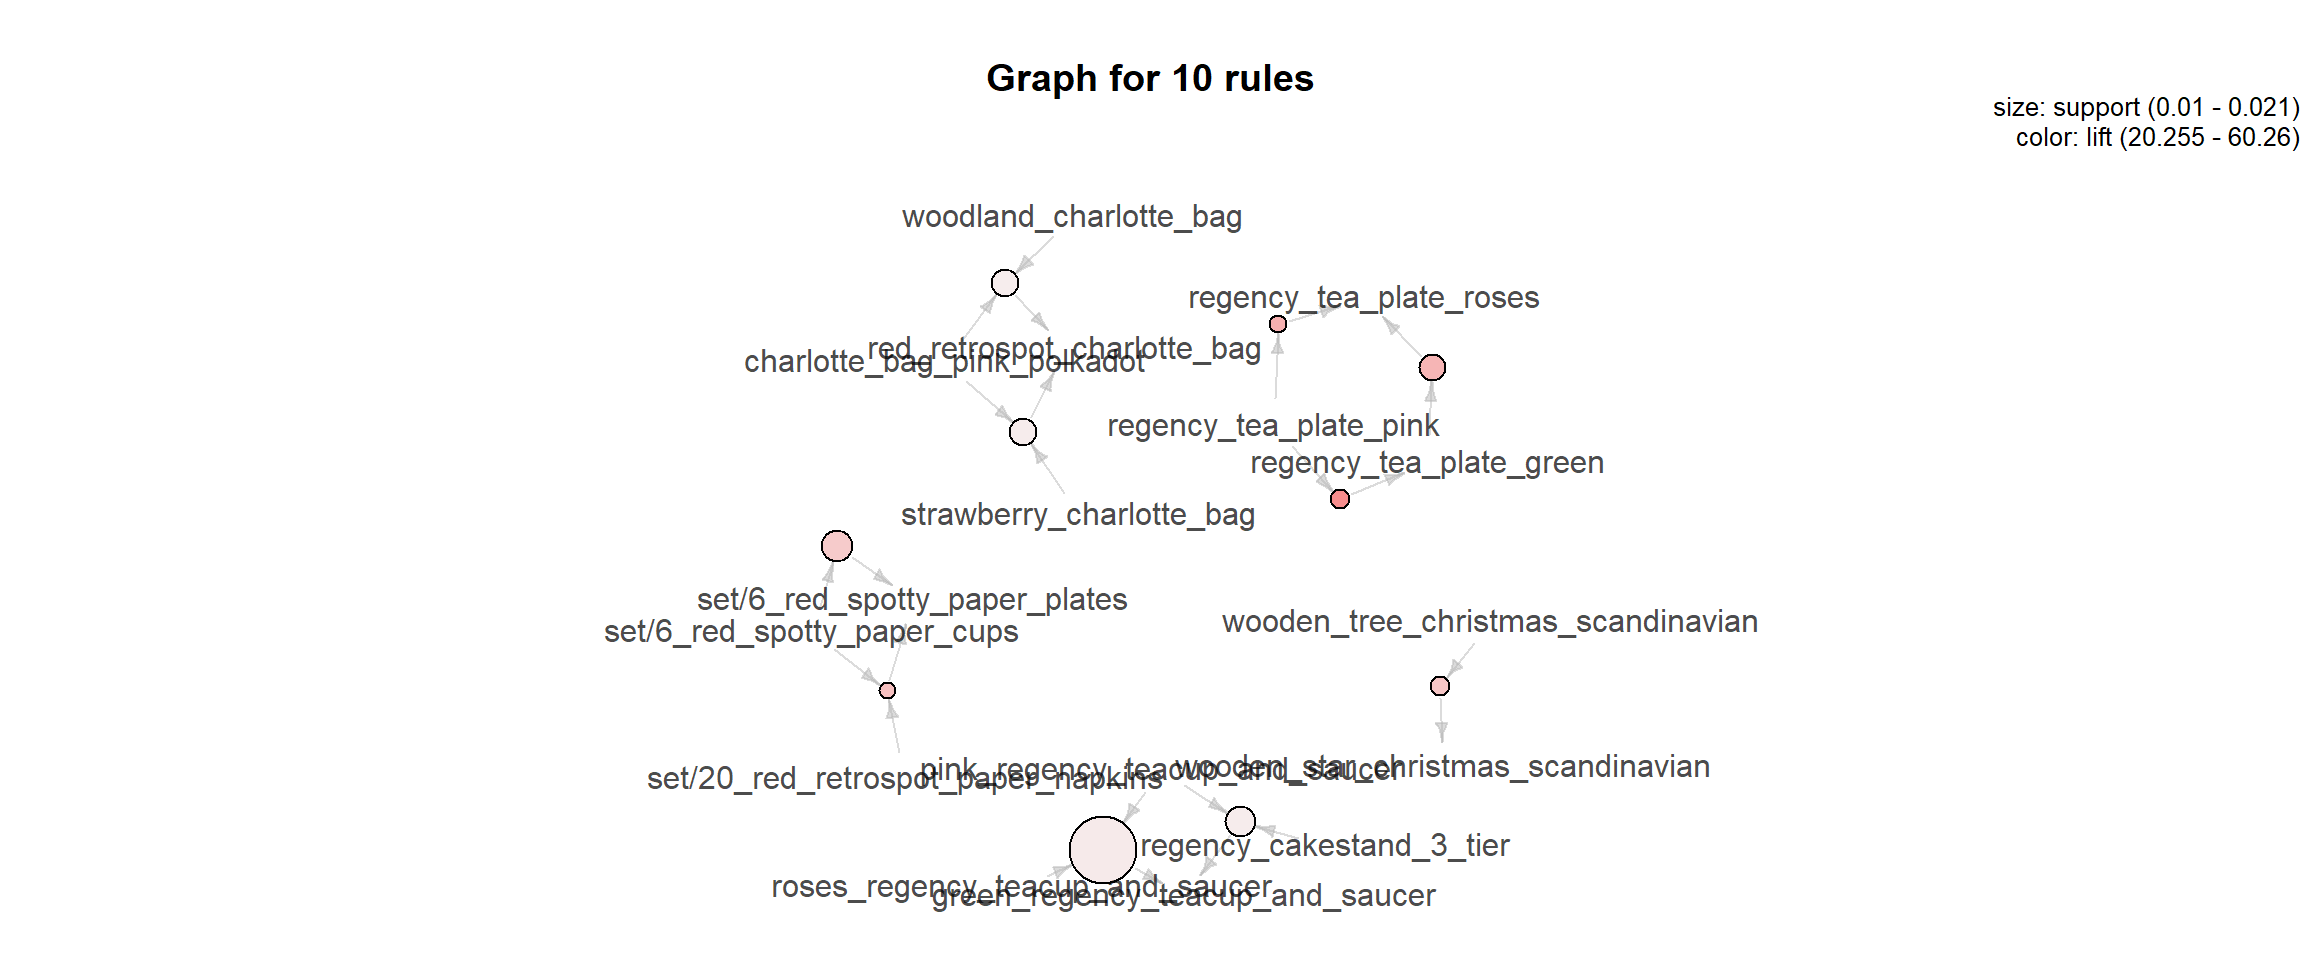 Graph for 10 rules
size: support (0.01 - 0.021)
color: lift (20.255 - 60.26)
woodland_charlotte_bag
regency_tea_plate_roses
red_retrospot_charlotte_bag
charlotte_bag_pink_polkadot
regency_tea_plate_pink
regency_tea_plate_green
strawberry_charlotte_bag
set/6_red_spotty_paper_plates
wooden_tree_christmas_scandinavian
set/6_red_spotty_paper_cups
wooden_star_christmas_scandinavian
pink_regency_teacup_and_saucer
set/20_red_retrospot_paper_napkins
regency_cakestand_3_tier
roses_regency_teacup_and_saucer
green_regency_teacup_and_saucer